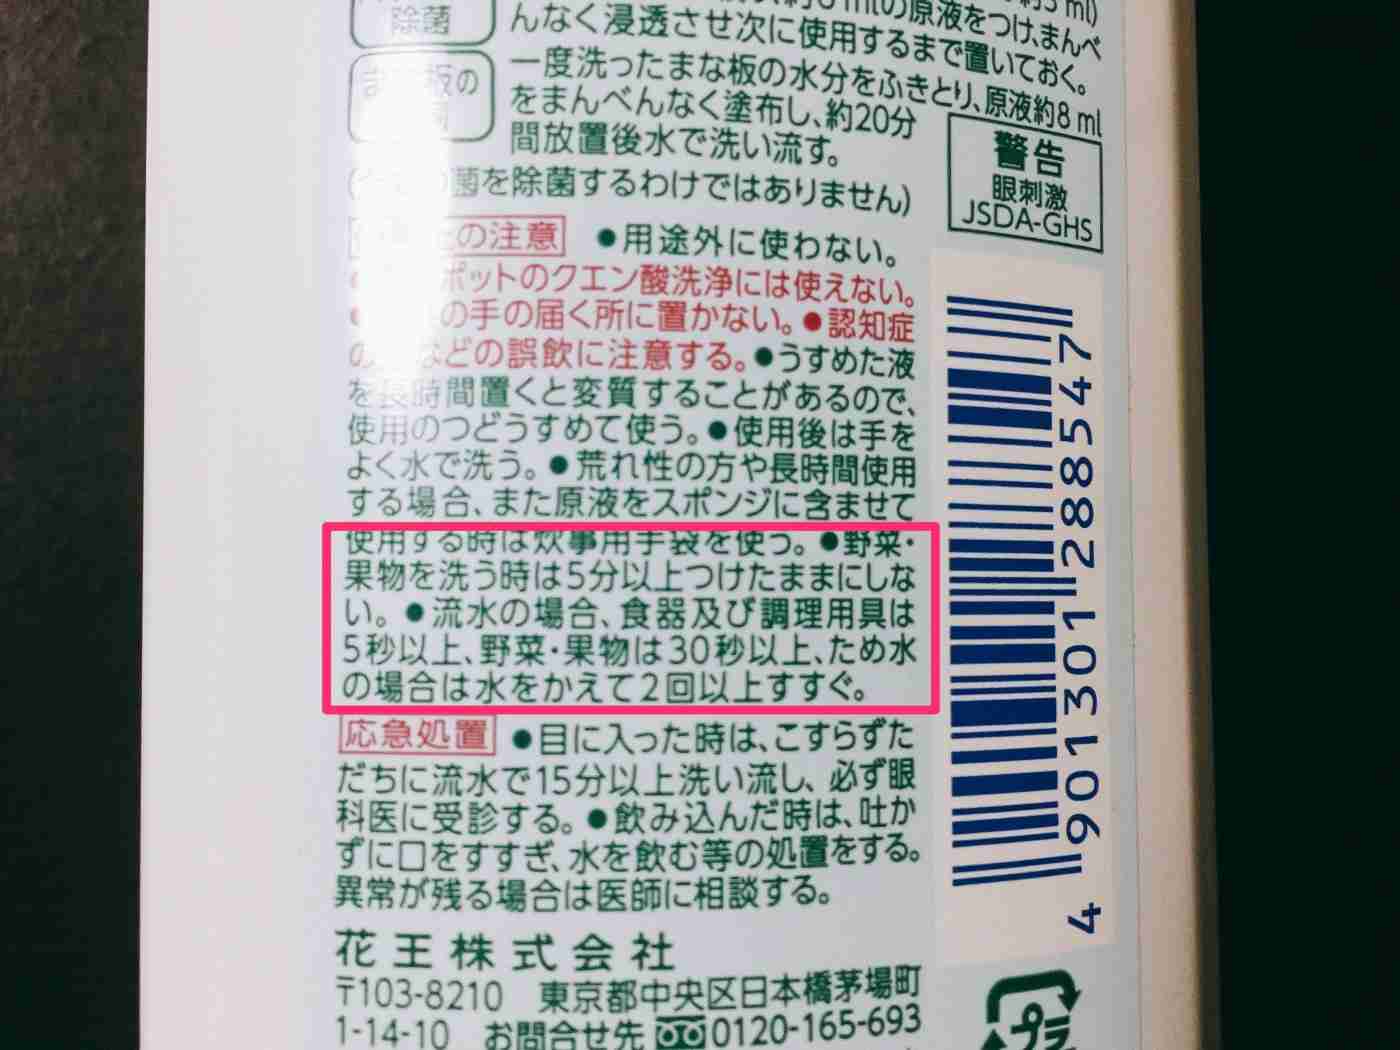 mlの原液をつけ、まんべ
んなく浸透させ次に使用するまで置いておく。
除菌
一度洗ったまな板の水分をふきとり、原液約8ml
をまんべんなく塗布し、約20分
間放置後水で洗い流す。
板の
菌を除菌するわけではありません)
警告
眼刺激
JSDA-GHS
の注意 ●用途外に使わない。
ポットのクエン酸洗浄には使えない。
の手の届く所に置かない。●認知症
の などの誤飲に注意する。●うすめた液
を長時間置くと変質することがあるので、
使用のつどうすめて使う。●使用後は手を
よく水で洗う。●荒れ性の方や長時間使用
する場合、また原液をスポンジに含ませて
使用する時は炊事用手袋を使う。●野菜・
果物を洗う時は5分以上つけたままにしな
い。●流水の場合、食器及び調理用具は
5秒以上、野菜・果物は30秒以上、ため水
の場合は水をかえて2回以上すすぐ。
応急処置 ●目に入った時は、こすらずた
だちに流水で15分以上洗い流し、必ず眼
科医に受診する。●飲み込んだ時は、吐か
ずに口をすすぎ、水を飲む等の処置をする。
異常が残る場合は医師に相談する。
花王株式会社
〒103-8210 東京都中央区日本橋茅場町
1-14-10 お問合せ先 0120-165-693
4 901301 288547
プラ